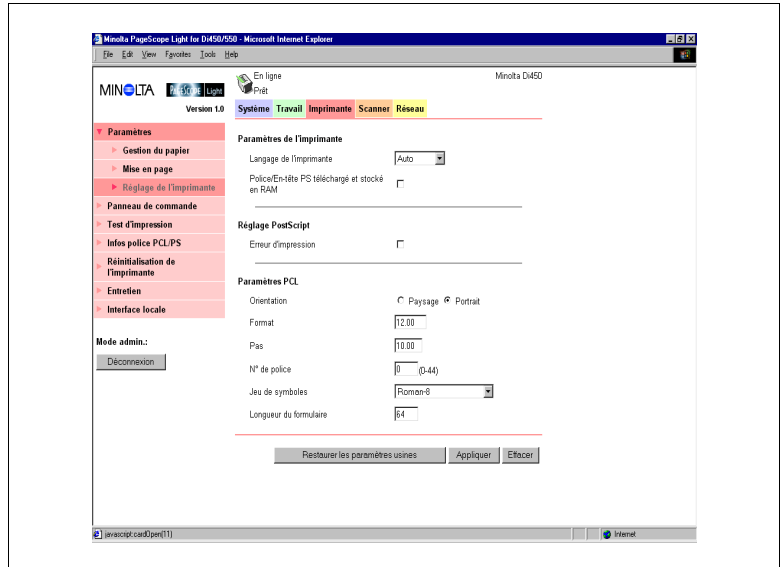 Minolta PageScope Light for Di450/550 - Microsoft Internet Explorer
File Edit View Favorites Tools Help
MINOLTA PAGESCOPE Light
Version 1.0
En ligne
Prêt
Minolta Di450
Système Travail Imprimante Scanner Réseau
Paramètres
Gestion du papier
Mise en page
Réglage de l'imprimante
Panneau de commande
Test d'impression
Infos police PCL/PS
Réinitialisation de
l'imprimante
Entretien
Interface locale
Mode admin.:
Déconnexion
Paramètres de l'imprimante
Langage de l'imprimante Auto
Police/En-tête PS téléchargé et stocké
en RAM
Réglage PostScript
Erreur d'impression
Paramètres PCL
Orientation Paysage Portrait
Format 12.00
Pas 10.00
N° de police 0 (0-44)
Jeu de symboles Roman-8
Longueur du formulaire 64
Restaurer les paramètres usines Appliquer Effacer
javascript:cardOpen(11) Internet